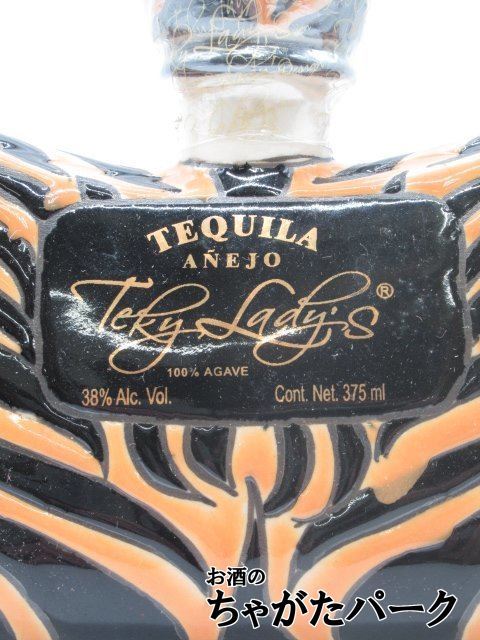 TEQUILA
AÑEJO
Teky Lady's ®
100% AGAVE
38% Alc. Vol.
Cont. Net. 375 ml
お酒の
ちゃがたパーク